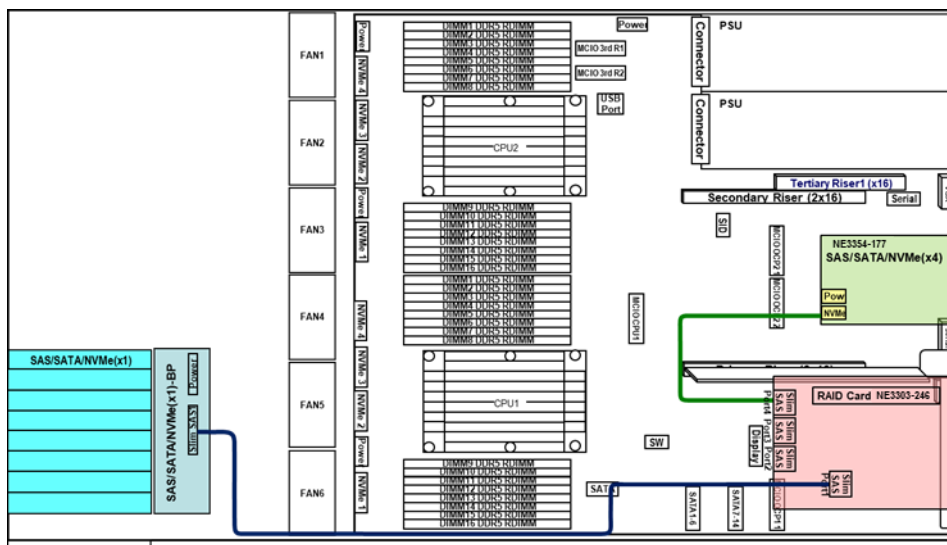 FAN1
FAN2
FAN3
FAN4
FAN5
FAN6
Power
NVMe 4
NVMe 3
NVMe 2
Power
NVMe 1
NVMe 4
NVMe 3
NVMe 2
Power
NVMe 1
DIMM1 DDR5 RDIMM
DIMM2 DDR5 RDIMM
DIMM3 DDR5 RDIMM
DIMM4 DDR5 RDIMM
DIMM5 DDR5 RDIMM
DIMM6 DDR5 RDIMM
DIMM7 DDR5 RDIMM
DIMM8 DDR5 RDIMM
CPU2
DIMM9 DDR5 RDIMM
DIMM10 DDR5 RDIMM
DIMM11 DDR5 RDIMM
DIMM12 DDR5 RDIMM
DIMM13 DDR5 RDIMM
DIMM14 DDR5 RDIMM
DIMM15 DDR5 RDIMM
DIMM16 DDR5 RDIMM
DIMM1 DDR5 RDIMM
DIMM2 DDR5 RDIMM
DIMM3 DDR5 RDIMM
DIMM4 DDR5 RDIMM
DIMM5 DDR5 RDIMM
DIMM6 DDR5 RDIMM
DIMM7 DDR5 RDIMM
DIMM8 DDR5 RDIMM
CPU1
DIMM9 DDR5 RDIMM
DIMM10 DDR5 RDIMM
DIMM11 DDR5 RDIMM
DIMM12 DDR5 RDIMM
DIMM13 DDR5 RDIMM
DIMM14 DDR5 RDIMM
DIMM15 DDR5 RDIMM
DIMM16 DDR5 RDIMM
Power
MCIO 3rd R1
MCIO 3rd R2
USB
Port
Connector
PSU
Connector
PSU
Tertiary Riser1 (x16)
Secondary Riser (2x16)
Serial
SID
MCIOCPU1
NE3354-177
SAS/SATA/NVMe(x4)
Pow
NVMe
RAID Card NE3303-246
Slim
SAS
Port4
Slim
SAS
Port3
Slim
SAS
Port2
Slim
SAS
Port
Display
SW
SATA
SATA1-6
SATA7-14
SAS/SATA/NVMe(x1)
SAS/SATA/NVMe(x1)-BP
Power
Slim SAS1